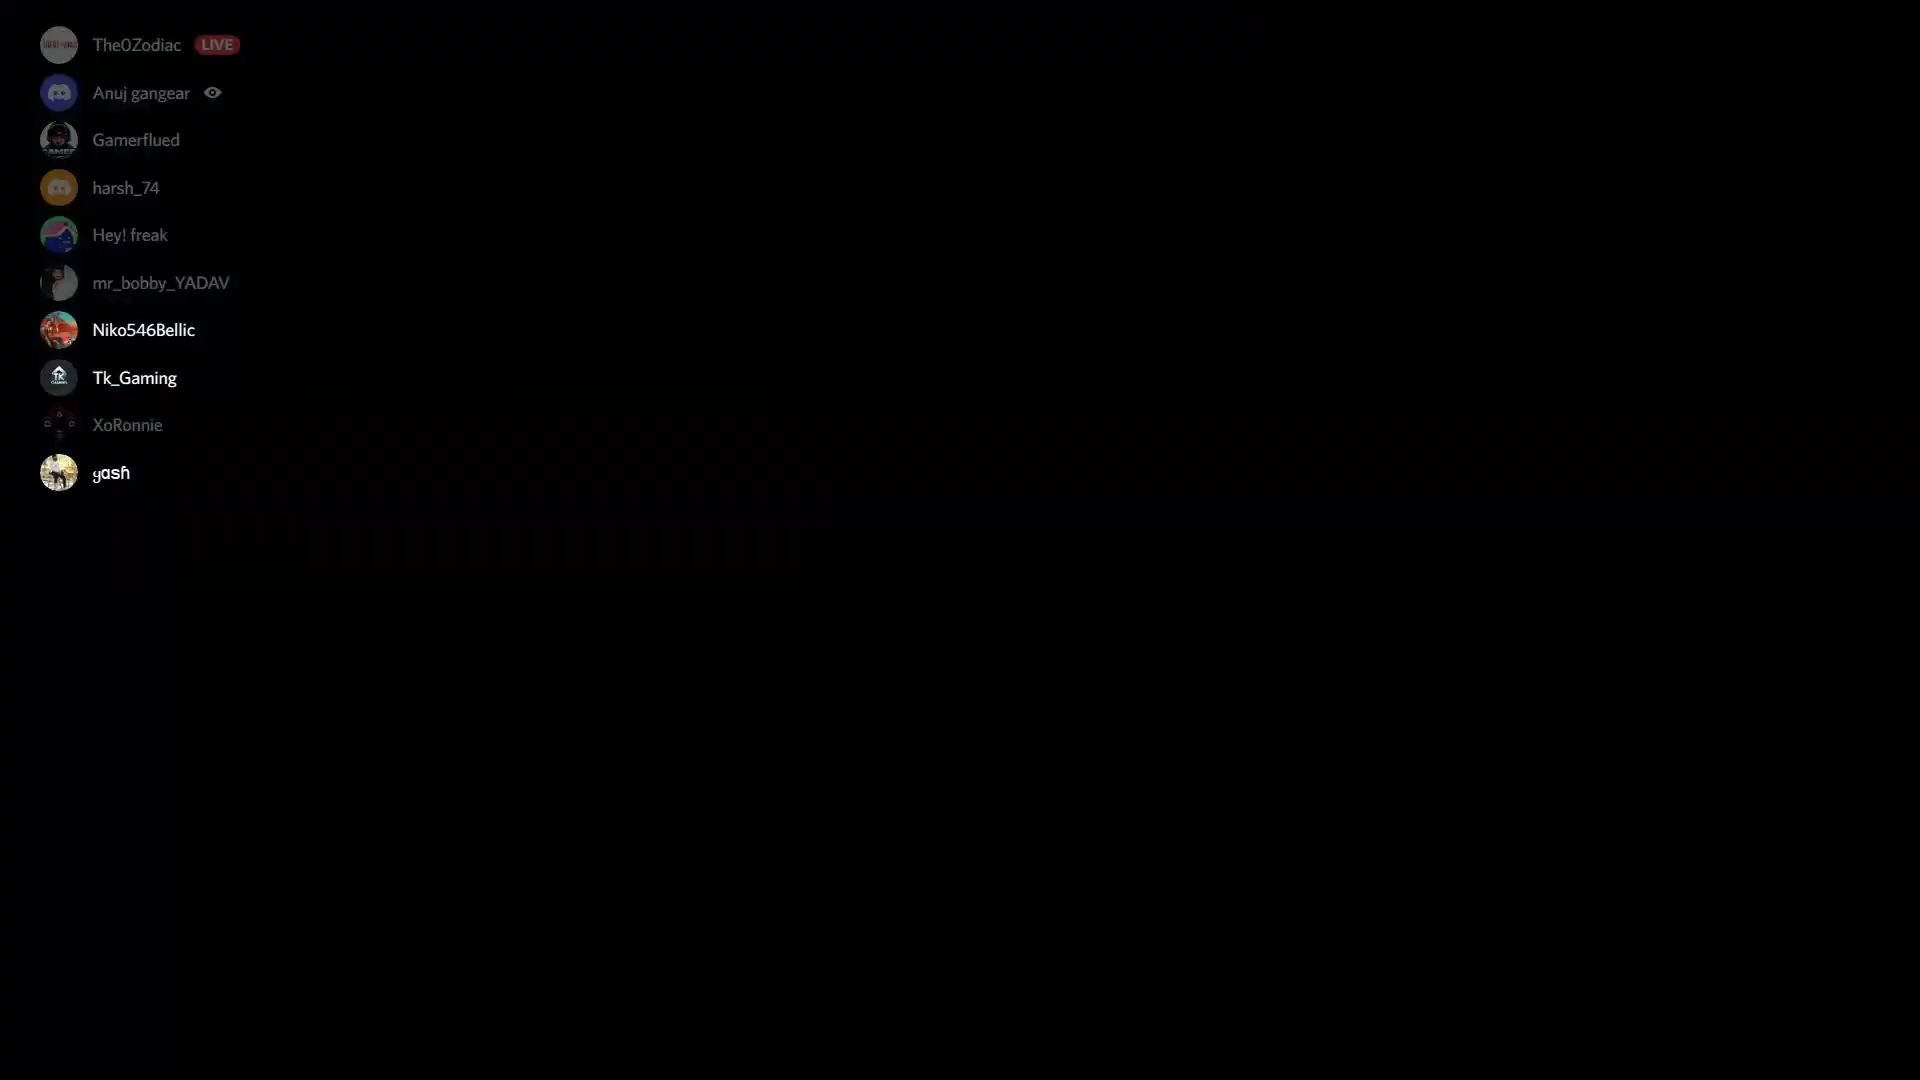 The0Zodiac LIVE
Anuj gangear
Gamerflued
harsh_74
Hey! freak
mr_bobby_YADAV
Niko546Bellic
Tk_Gaming
XoRonnie
yash